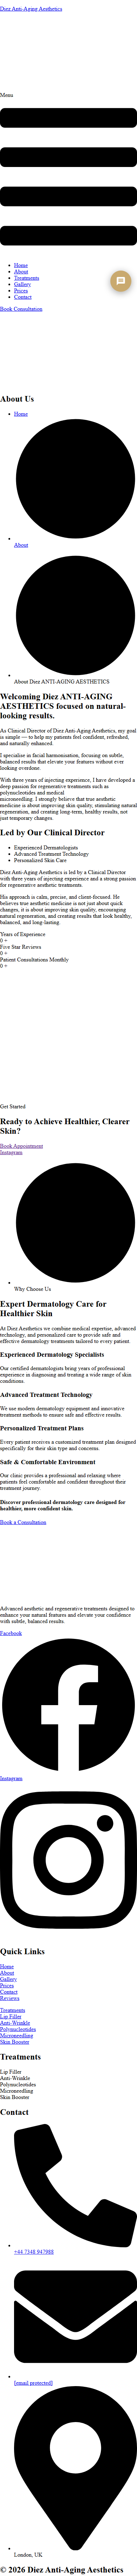 Diez Anti-Aging Aesthetics
Menu
Home
About
Treatments
Gallery
Prices
Contact
Book Consultation
About Us
Home
About
About Diez ANTI-AGING AESTHETICS
Welcoming Diez ANTI-AGING
AESTHETICS focused on natural-
looking results.
As Clinical Director of Diez Anti-Aging Aesthetics, my goal
is simple — to help my patients feel confident, refreshed,
and naturally enhanced.
I specialise in facial harmonisation, focusing on subtle,
balanced results that elevate your features without ever
looking overdone.
With three years of injecting experience, I have developed a
deep passion for regenerative treatments such as
polynucleotides and medical
microneedling. I strongly believe that true aesthetic
medicine is about improving skin quality, stimulating natural
regeneration, and creating long-term, healthy results, not
just temporary changes.
Led by Our Clinical Director
Experienced Dermatologists
Advanced Treatment Technology
Personalized Skin Care
Diez Anti-Aging Aesthetics is led by a Clinical Director
with three years of injecting experience and a strong passion
for regenerative aesthetic treatments.
His approach is calm, precise, and client-focused. He
believes true aesthetic medicine is not just about quick
changes, it is about improving skin quality, encouraging
natural regeneration, and creating results that look healthy,
balanced, and long-lasting.
Years of Experience
0 +
Five Star Reviews
0 +
Patient Consultations Monthly
0 +
Get Started
Ready to Achieve Healthier, Clearer
Skin?
Book Appointment
Instagram
Why Choose Us
Expert Dermatology Care for
Healthier Skin
At Diez Aesthetics we combine medical expertise, advanced
technology, and personalized care to provide safe and
effective dermatology treatments tailored to every patient.
Experienced Dermatology Specialists
Our certified dermatologists bring years of professional
experience in diagnosing and treating a wide range of skin
conditions.
Advanced Treatment Technology
We use modern dermatology equipment and innovative
treatment methods to ensure safe and effective results.
Personalized Treatment Plans
Every patient receives a customized treatment plan designed
specifically for their skin type and concerns.
Safe & Comfortable Environment
Our clinic provides a professional and relaxing where
patients feel comfortable and confident throughout their
treatment journey.
Discover professional dermatology care designed for
healthier, more confident skin.
Book a Consultation
Advanced aesthetic and regenerative treatments designed to
enhance your natural features and elevate your confidence
with subtle, balanced results.
Facebook
Instagram
Quick Links
Home
About
Gallery
Prices
Contact
Reviews
Treatments
Lip Filler
Anti-Wrinkle
Polynucleotides
Microneedling
Skin Booster
Treatments
Lip Filler
Anti-Wrinkle
Polynucleotides
Microneedling
Skin Booster
Contact
+44 7348 947988
[email protected]
London, UK
© 2026 Diez Anti-Aging Aesthetics